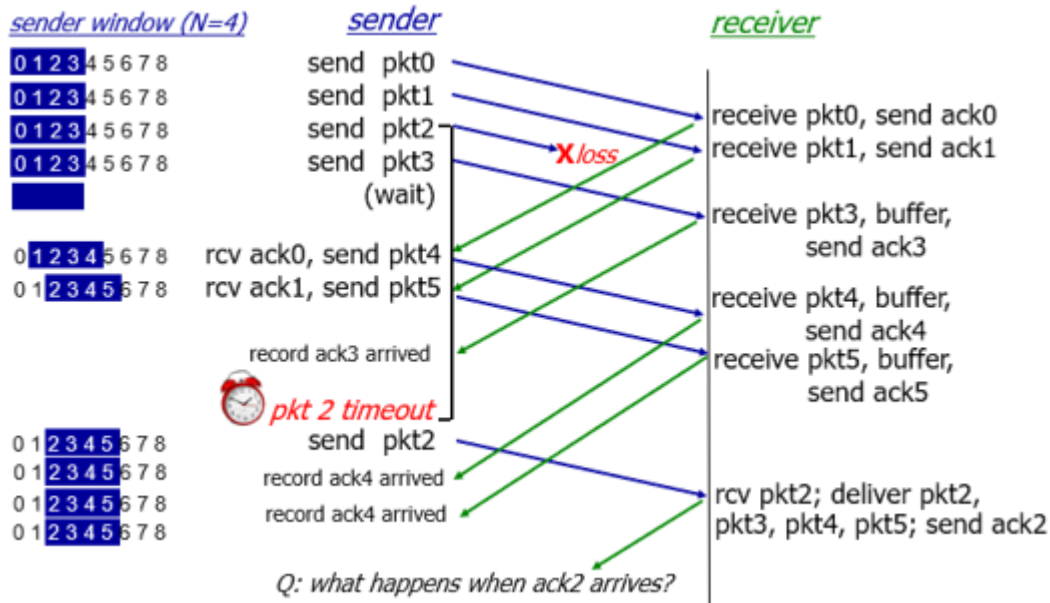 sender window (N=4) sender receiver
0 1 2 3 4 5 6 7 8 send pkt0
0 1 2 3 4 5 6 7 8 send pkt1
receive pkt0, send ack0
0 1 2 3 4 5 6 7 8 send pkt2
receive pkt1, send ack1
X loss
0 1 2 3 4 5 6 7 8 send pkt3
(wait)
receive pkt3, buffer,
send ack3
0 1 2 3 4 5 6 7 8 rcv ack0, send pkt4
0 1 2 3 4 5 6 7 8 rcv ack1, send pkt5
receive pkt4, buffer,
send ack4
record ack3 arrived
receive pkt5, buffer,
send ack5
pkt 2 timeout
0 1 2 3 4 5 6 7 8 send pkt2
0 1 2 3 4 5 6 7 8 record ack4 arrived
0 1 2 3 4 5 6 7 8 record ack4 arrived
rcv pkt2; deliver pkt2,
pkt3, pkt4, pkt5; send ack2
0 1 2 3 4 5 6 7 8
Q: what happens when ack2 arrives?